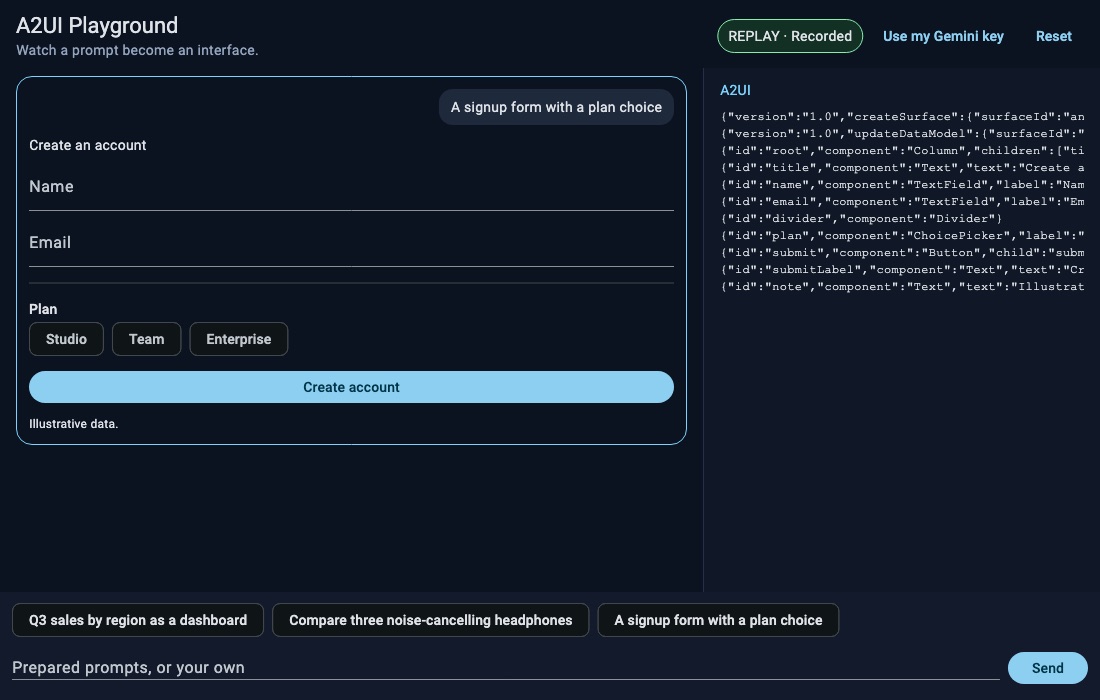 A2UI Playground
Watch a prompt become an interface.
REPLAY · Recorded
Use my Gemini key
Reset
A signup form with a plan choice
Create an account
Name
Email
Plan
Studio
Team
Enterprise
Create account
Illustrative data.
A2UI
{"version":"1.0","createSurface":{"surfaceId":"an
{"version":"1.0","updateDataModel":{"surfaceId":"
{"id":"root","component":"Column","children":["ti
{"id":"title","component":"Text","text":"Create a
{"id":"name","component":"TextField","label":"Nam
{"id":"email","component":"TextField","label":"Em
{"id":"divider","component":"Divider"}
{"id":"plan","component":"ChoicePicker","label":"
{"id":"submit","component":"Button","child":"subm
{"id":"submitLabel","component":"Text","text":"Cr
{"id":"note","component":"Text","text":"Illustrat
Q3 sales by region as a dashboard
Compare three noise-cancelling headphones
A signup form with a plan choice
Prepared prompts, or your own
Send